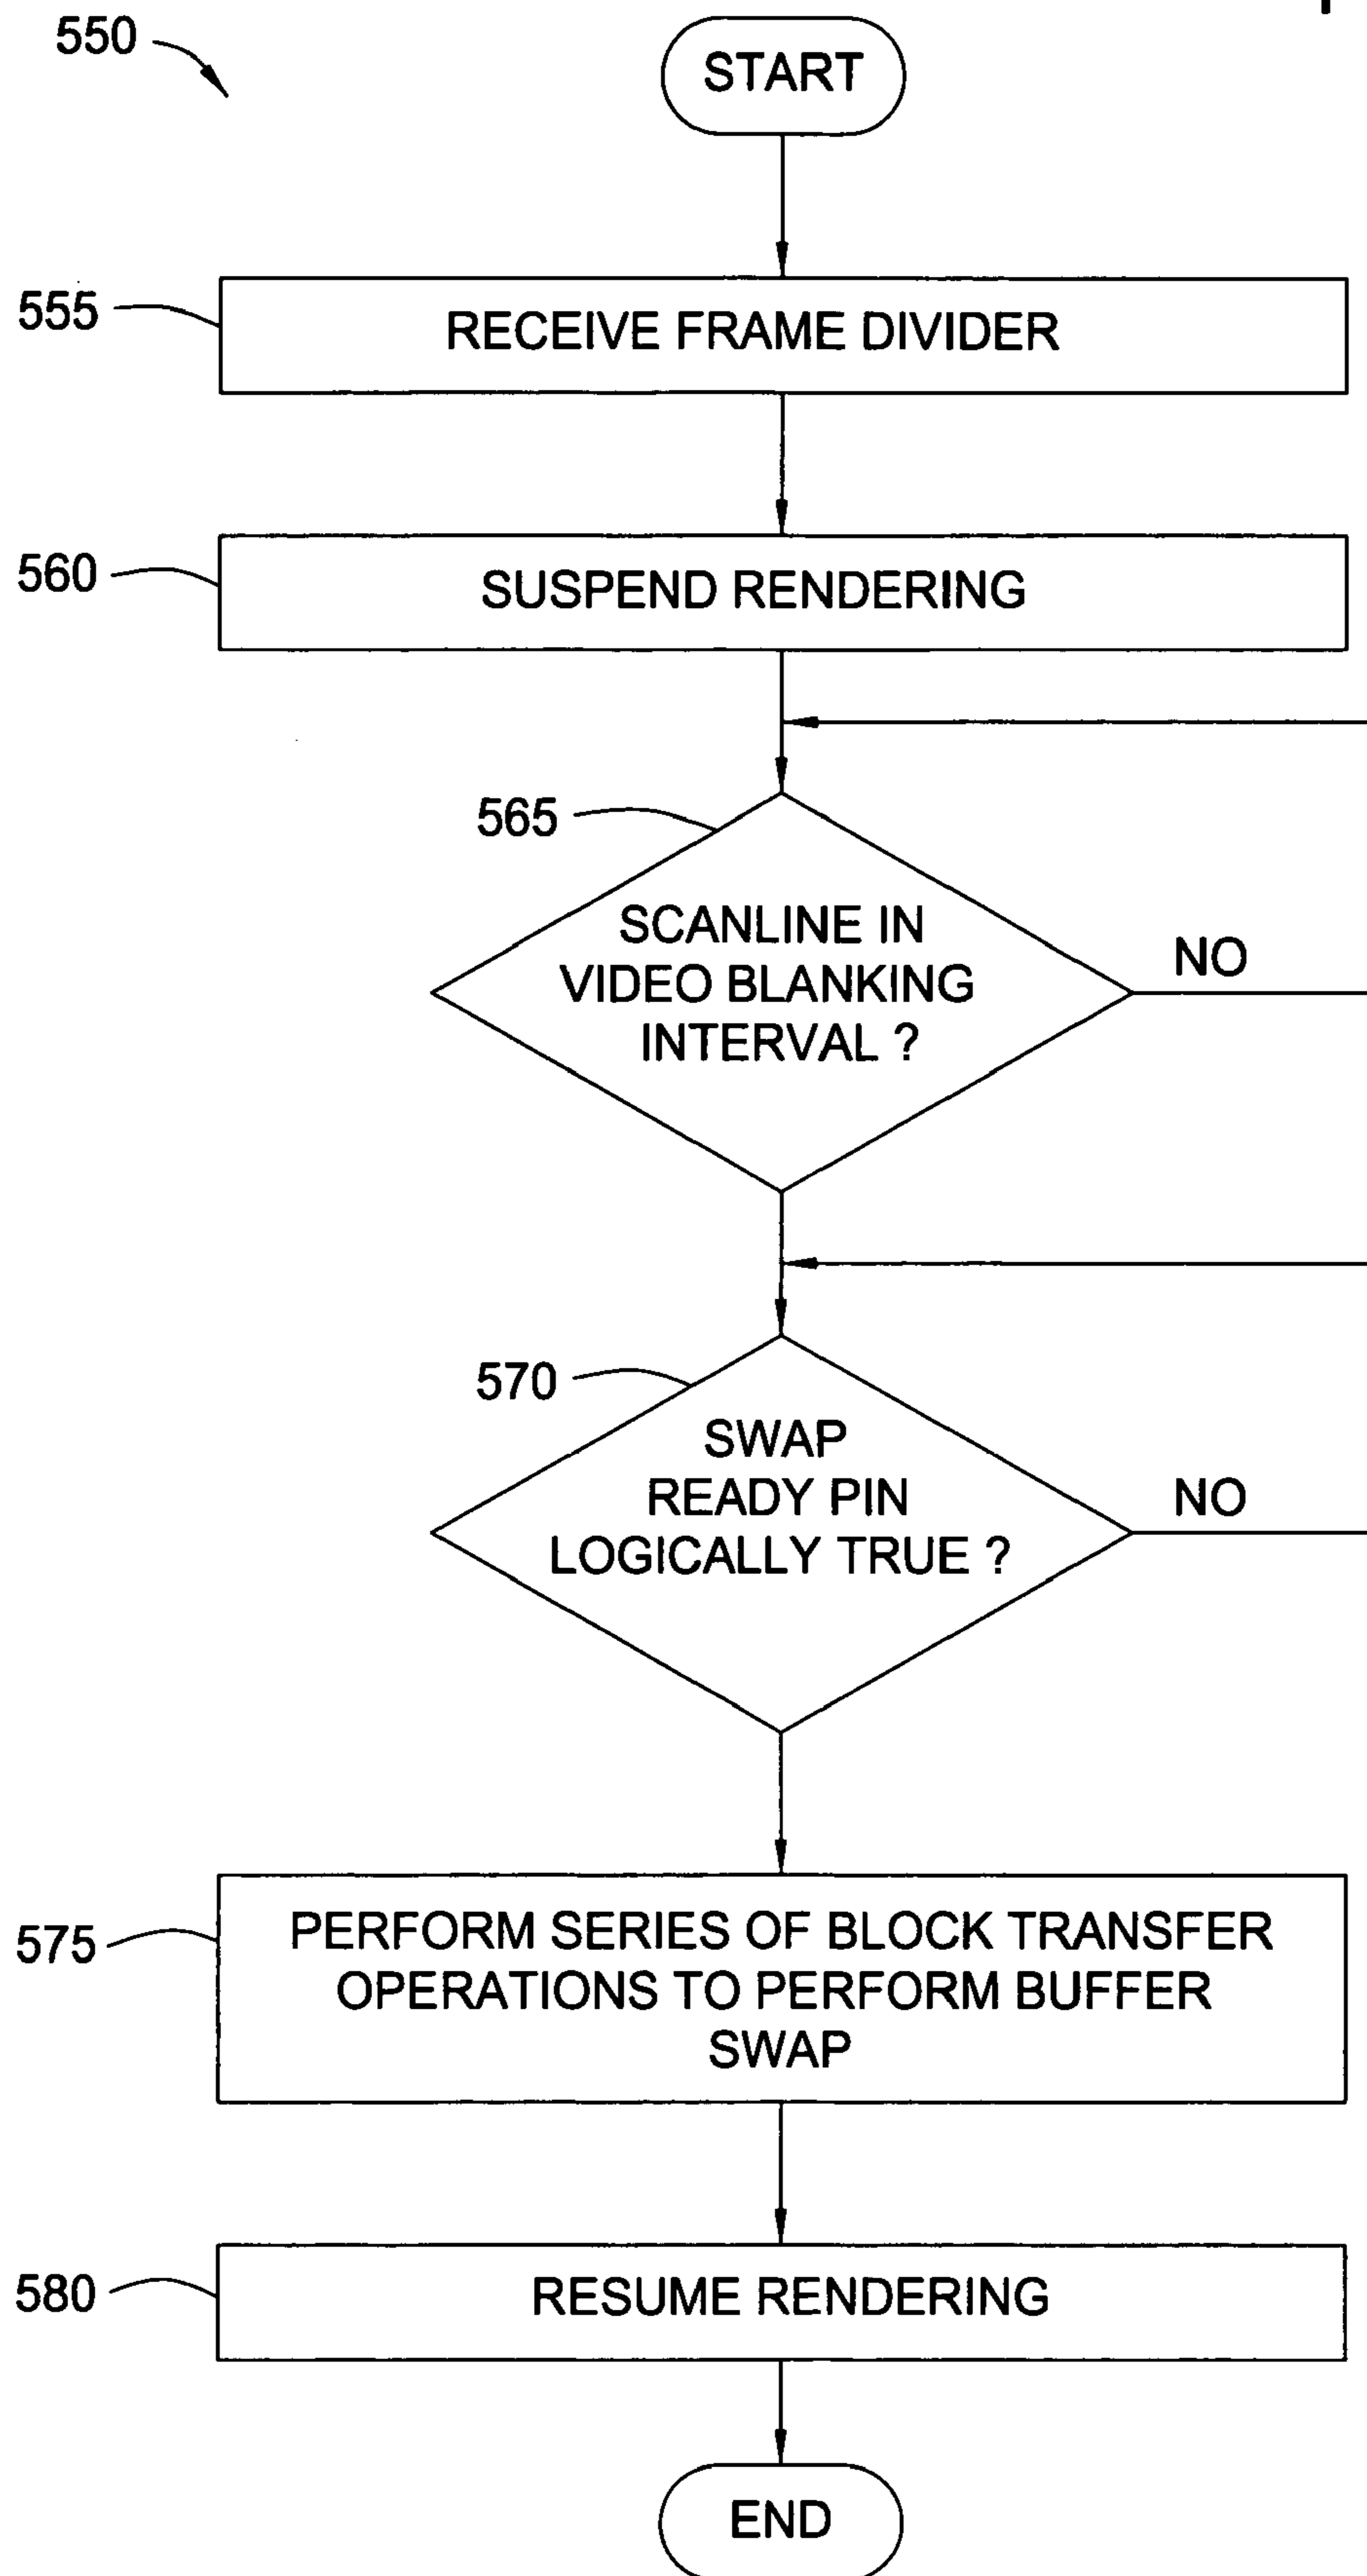 550
START
555
RECEIVE FRAME DIVIDER
560
SUSPEND RENDERING
565
SCANLINE IN
VIDEO BLANKING
INTERVAL ?
NO
570
SWAP
READY PIN
LOGICALLY TRUE ?
NO
575
PERFORM SERIES OF BLOCK TRANSFER
OPERATIONS TO PERFORM BUFFER
SWAP
580
RESUME RENDERING
END